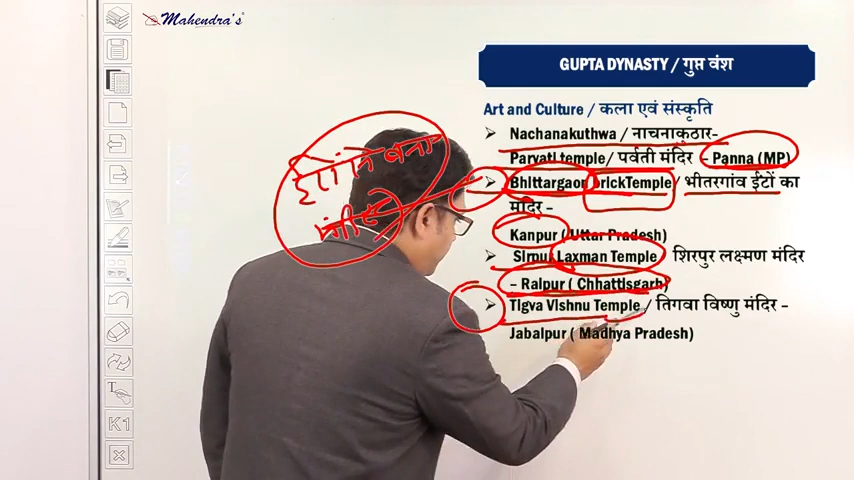 Mahendra's
GUPTA DYNASTY / गुप्त वंश
Art and Culture / कला एवं संस्कृति
Nachanakuthwa / नाचनाकुठार-
Parvati temple/ पर्वती मंदिर - Panna (MP)
Bhittargaon brickTemple / भीतरगांव ईंटों का
मंदिर -
Kanpur ( Uttar Pradesh)
Sirpur Laxman Temple शिरपुर लक्ष्मण मंदिर
- Raipur ( Chhattisgarh)
Tigva Vishnu Temple / तिगवा विष्णु मंदिर -
Jabalpur ( Madhya Pradesh)
K1